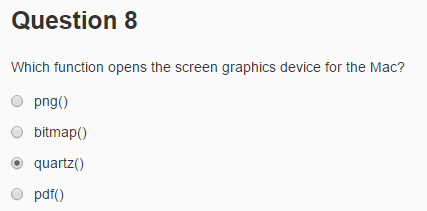 Question 8
Which function opens the screen graphics device for the Mac?
png()
bitmap()
quartz()
pdf()